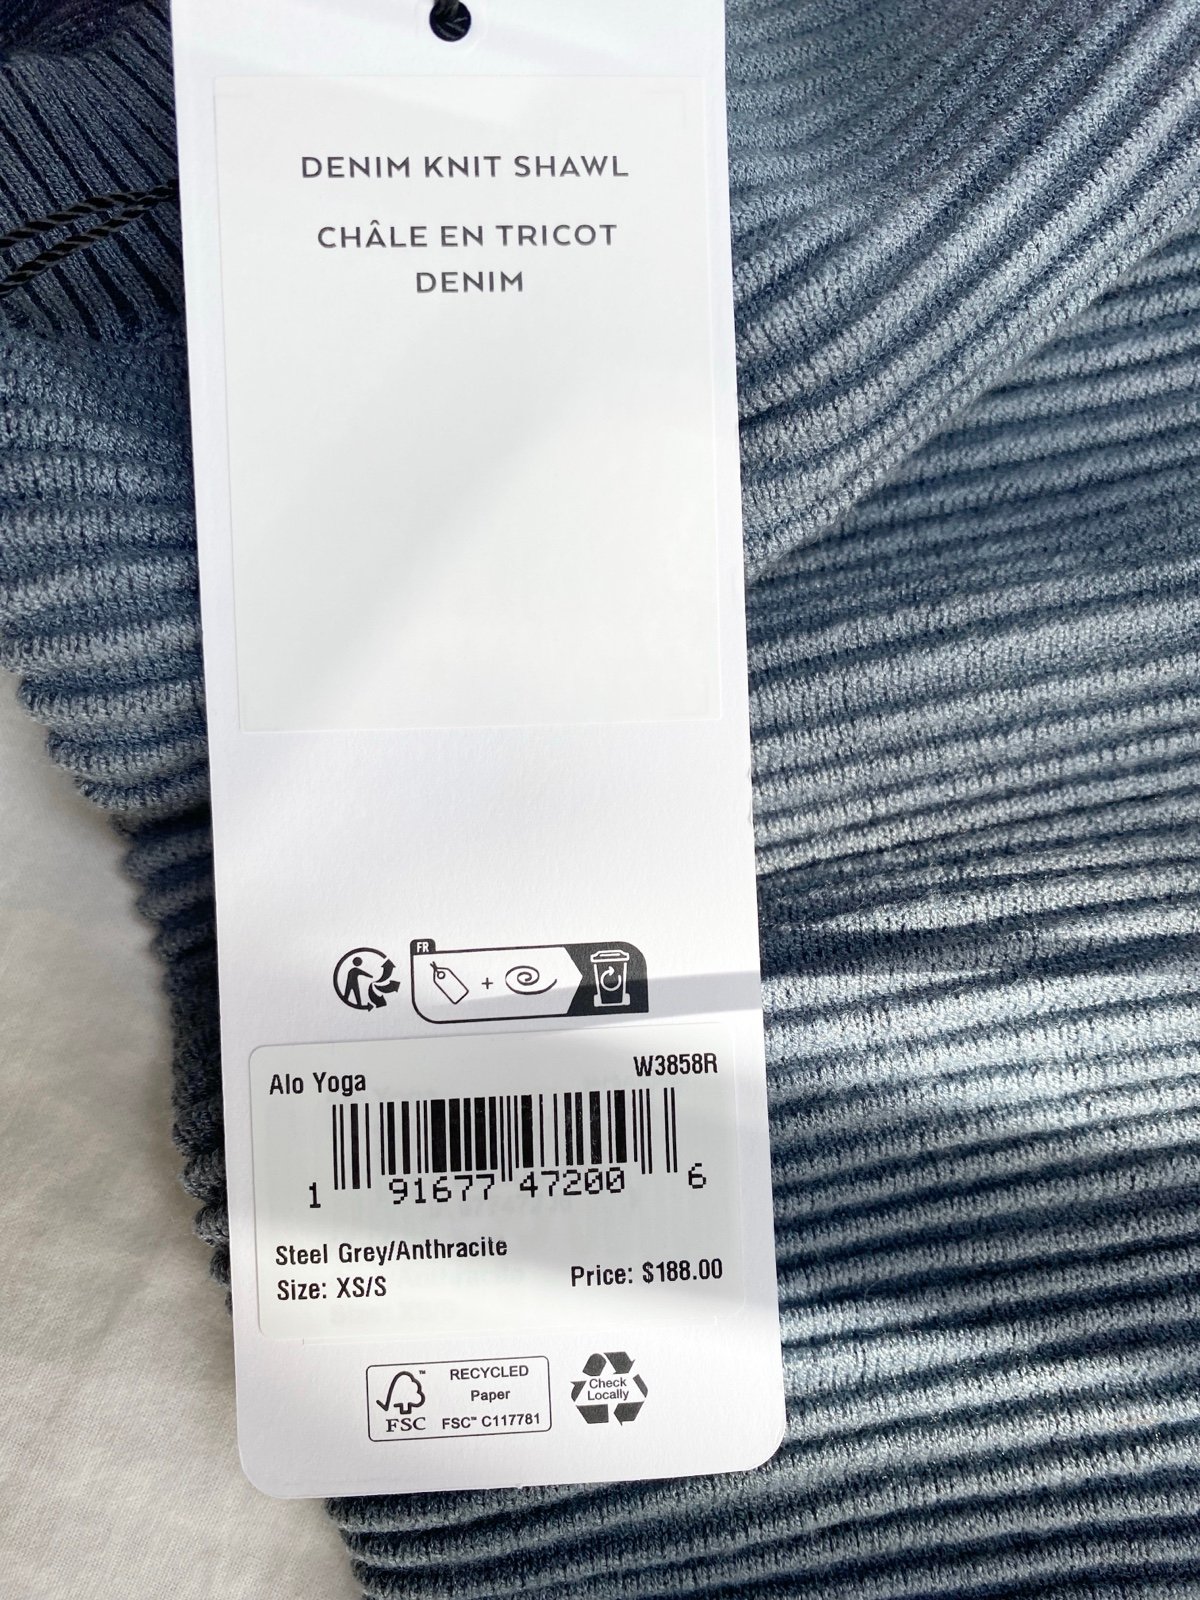 DENIM KNIT SHAWL
CHÂLE EN TRICOT
DENIM
FR
+
Alo Yoga
W3858R
1 91677 47200 6
Steel Grey/Anthracite
Size: XS/S
Price: $188.00
FSC™
RECYCLED
Paper
FSC™ C117781
Check
Locally